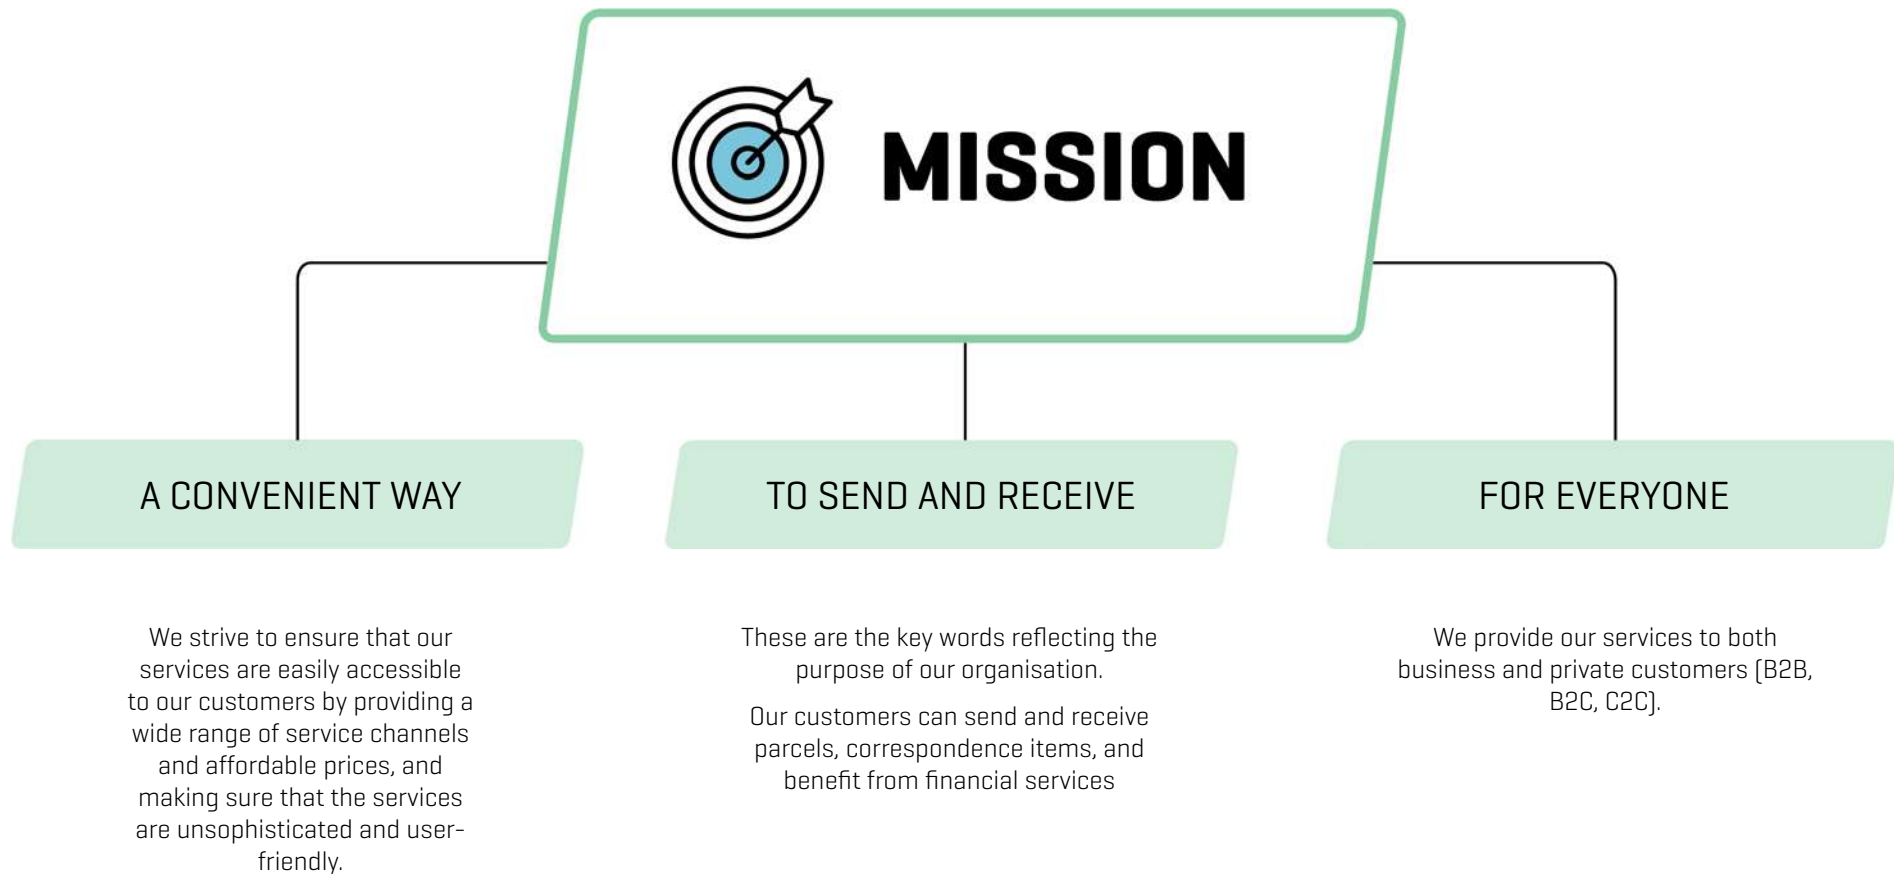 MISSION
A CONVENIENT WAY
We strive to ensure that our
services are easily accessible
to our customers by providing a
wide range of service channels
and affordable prices, and
making sure that the services
are unsophisticated and user-
friendly.
TO SEND AND RECEIVE
These are the key words reflecting the
purpose of our organisation.
Our customers can send and receive
parcels, correspondence items, and
benefit from financial services
FOR EVERYONE
We provide our services to both
business and private customers (B2B,
B2C, C2C).